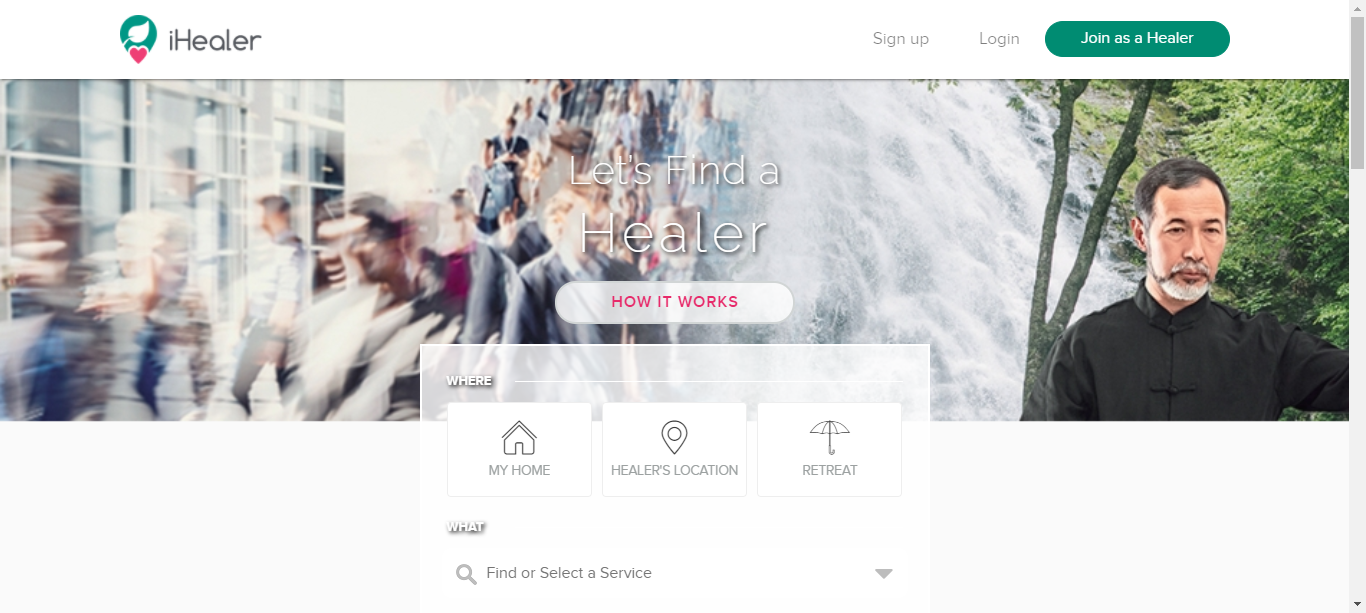 iHealer
Sign up
Login
Join as a Healer
Let's Find a
Healer
HOW IT WORKS
WHERE
MY HOME
HEALER'S LOCATION
RETREAT
WHAT
Find or Select a Service